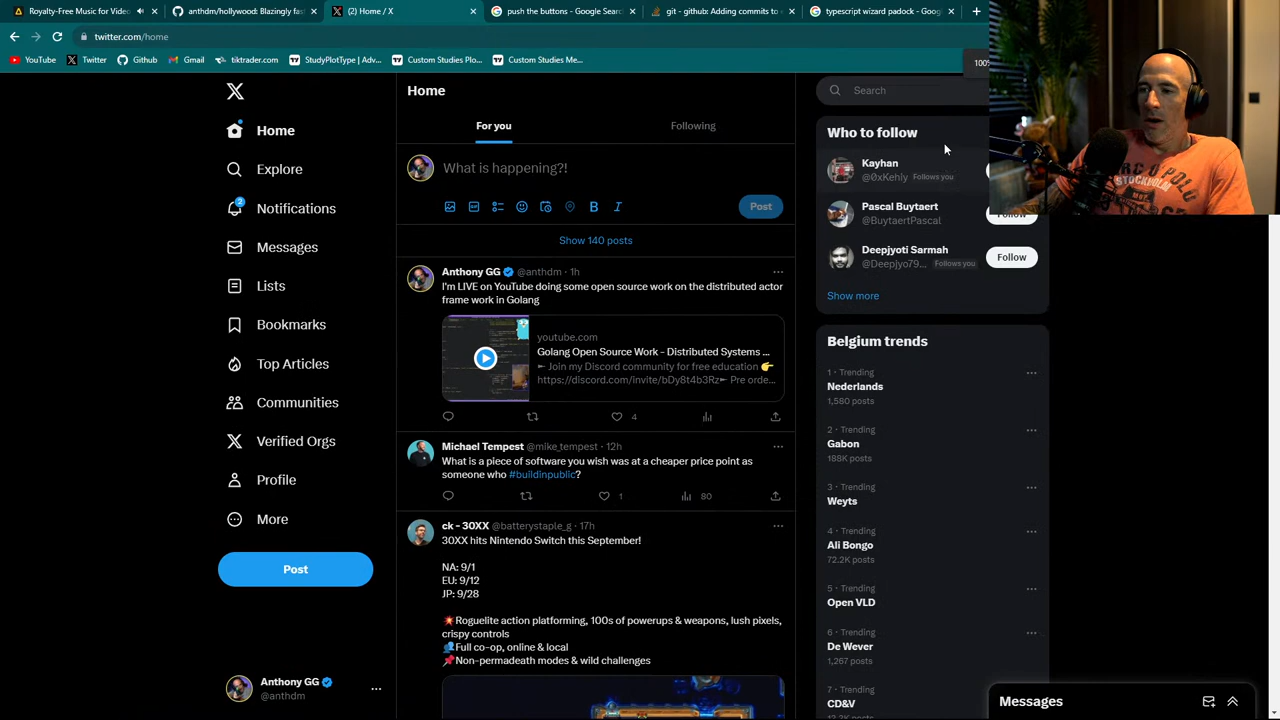 Royalty-Free Music for Video
anthdm/hollywood: Blazingly fas
(2) Home / X
push the buttons - Google Searc
git - github: Adding commits to
typescript wizard padock - Goog
twitter.com/home
YouTube
Twitter
Github
Gmail
tiktrader
StudyPlotType | Adv...
Custom Studies Plo...
Custom Studies Me...
100%
Home
Explore
Notifications
2
Messages
Lists
Bookmarks
Top Articles
Communities
Verified Orgs
Profile
More
Post
Anthony GG
@anthdm
Home
For you
Following
What is happening?!
Post
Show 140 posts
Anthony GG @anthdm · 1h
I'm LIVE on YouTube doing some open source work on the distributed actor
frame work in Golang
youtube.com
Golang Open Source Work - Distributed Systems ...
► Join my Discord community for free education 👉
https://discord.com/invite/bDy8t4b3Rz► Pre orde...
4
Michael Tempest @mike_tempest · 12h
What is a piece of software you wish was at a cheaper price point as
someone who #buildinpublic?
1
80
ck - 30XX @batterystaple_g · 17h
30XX hits Nintendo Switch this September!
NA: 9/1
EU: 9/12
JP: 9/28
💥Roguelite action platforming, 100s of powerups & weapons, lush pixels,
crispy controls
👥Full co-op, online & local
📌Non-permadeath modes & wild challenges
Search
Who to follow
Kayhan
@0xKehly Follows you
Pascal Buytaert
@BuytaertPascal
Follow
Deepjyoti Sarmah
@Deepjyo79... Follows you
Follow
Show more
Belgium trends
1 · Trending
Nederlands
1,580 posts
2 · Trending
Gabon
188K posts
3 · Trending
Weyts
4 · Trending
Ali Bongo
72.2K posts
5 · Trending
Open VLD
6 · Trending
De Wever
1,267 posts
7 · Trending
CD&V
Messages
STOCKHOLM